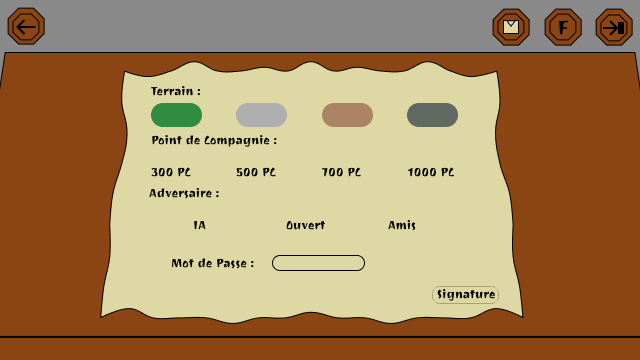 F
Terrain :
Point de Compagnie :
300 PC 500 PC 700 PC 1000 PC
Adversaire :
IA Ouvert Amis
Mot de Passe :
Signature